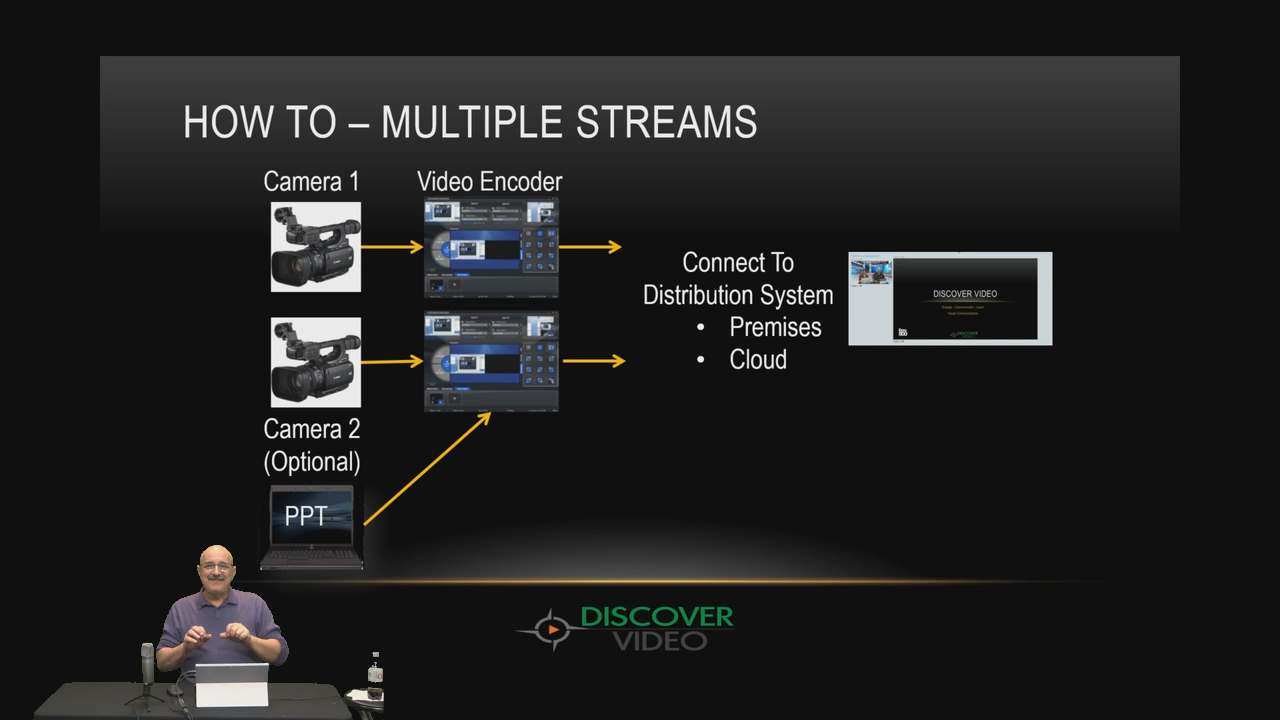 HOW TO – MULTIPLE STREAMS
Camera 1
Video Encoder
Connect To
Distribution System
• Premises
• Cloud
DISCOVER VIDEO
Camera 2
(Optional)
PPT
DISCOVER
VIDEO